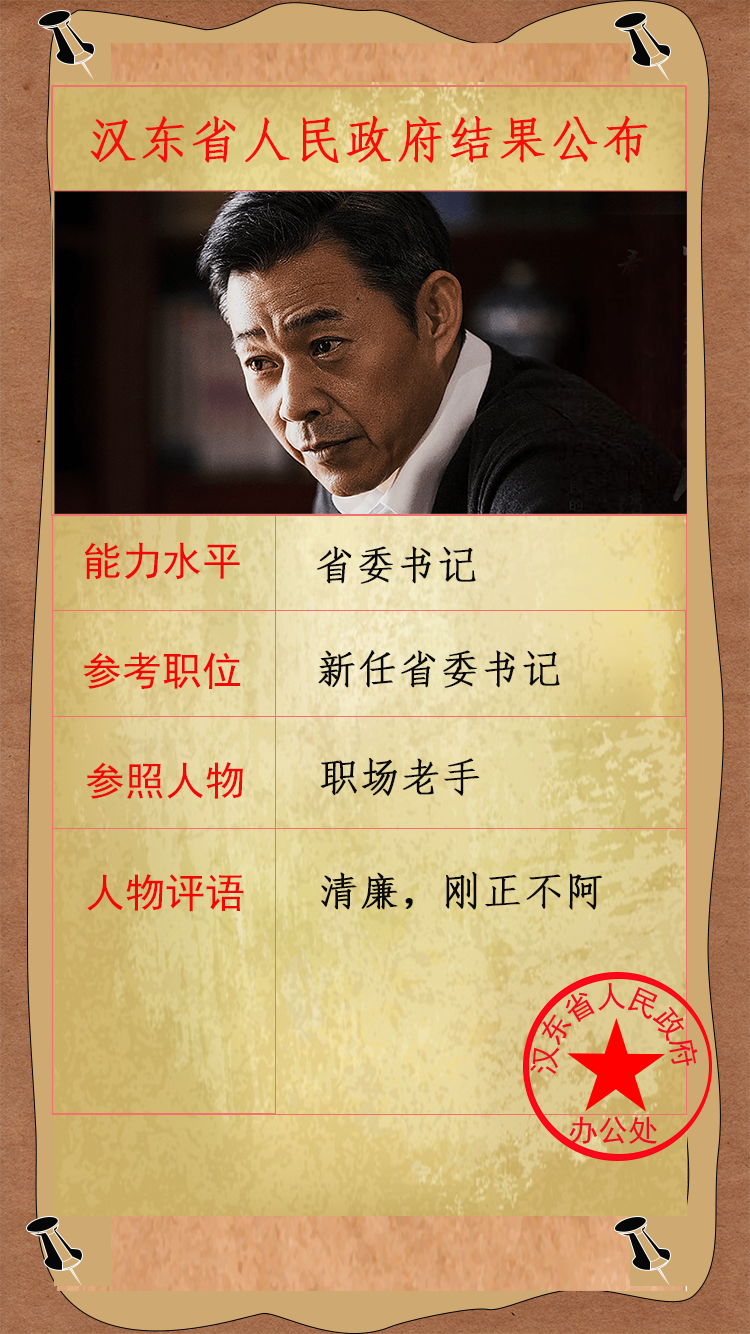 汉东省人民政府结果公布
能力水平 省委书记
参考职位 新任省委书记
参照人物 职场老手
人物评语 清廉，刚正不阿
汉东省人民政府
办公处